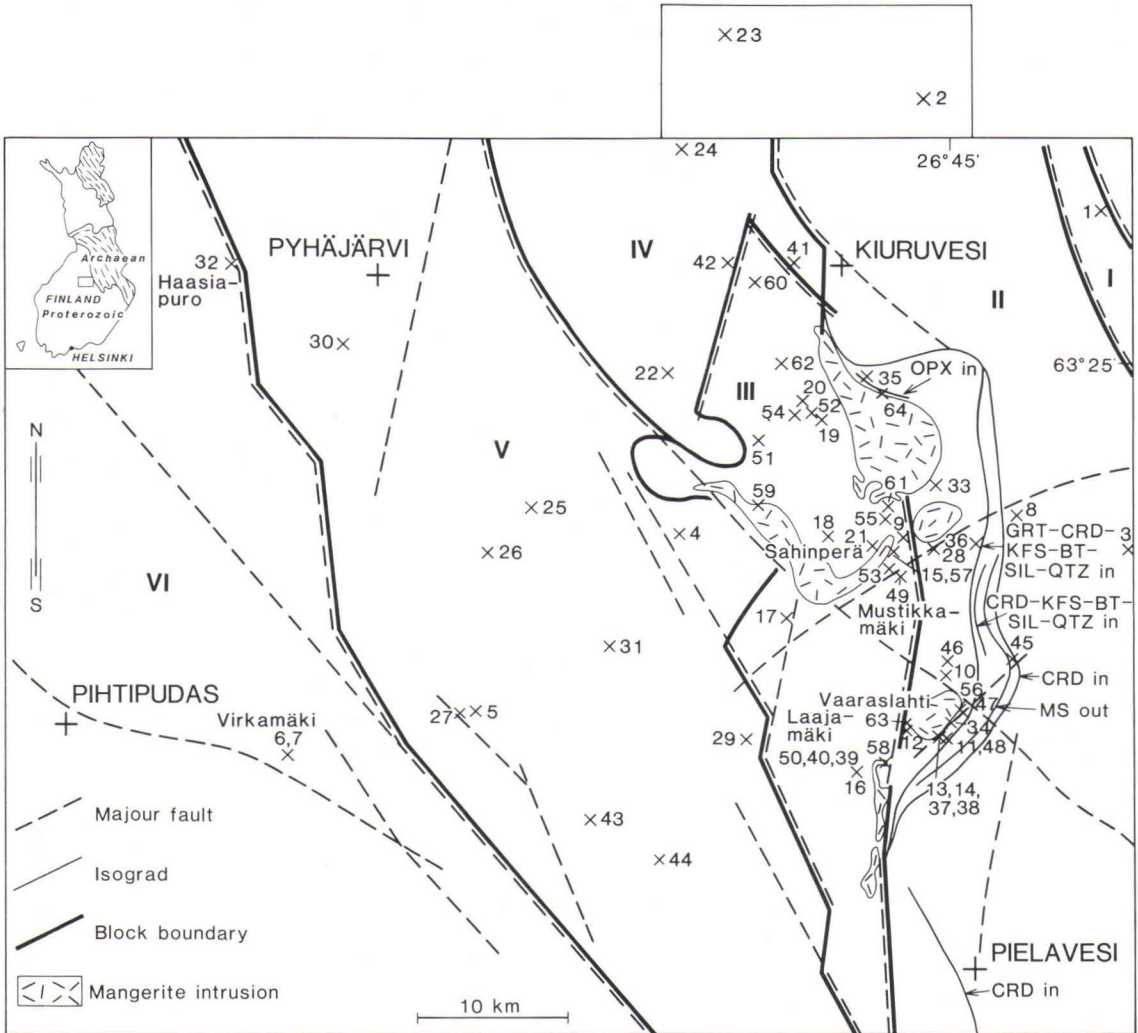 23
2
24
26°45'
1
Archaean
FINLAND
Proterozoic
HELSINKI
32
Haasia-
puro
PYHÄJÄRVI
IV
42
41
60
KIURUVESI
II
I
63°25'
30
22
III
62
35
OPX in
64
20
54
52
19
51
N
S
V
VI
25
26
4
59
61
33
55
18
21
9
Sahinperä
53
49
36
28
15,57
8
3
GRT-CRD-
KFS-BT-
SIL-QTZ in
CRD-KFS-BT-
SIL-QTZ in
17
Mustikka-
mäki
31
46
10
45
CRD in
56
47
MS out
PIHTIPUDAS
Virkamäki
6,7
27
5
29
Vaaraslahti
Laaja-
mäki
63
50,40,39
58
12
34
11,48
16
13,14,
37,38
43
44
Majour fault
Isograd
Block boundary
Mangerite intrusion
10 km
PIELAVESI
CRD in